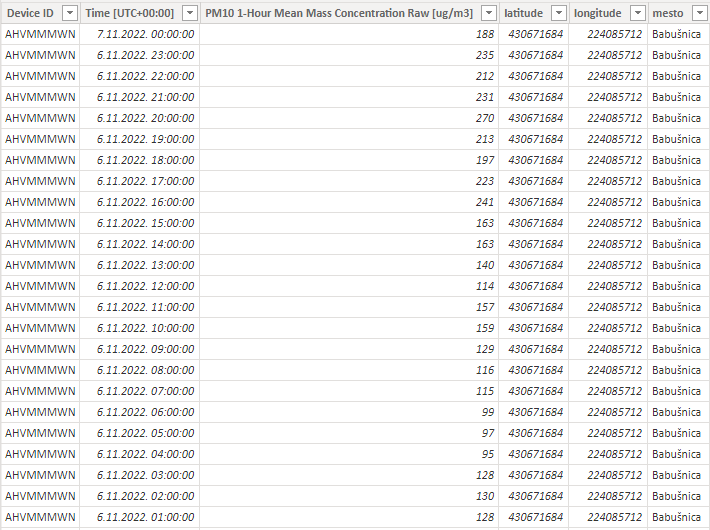 Device ID Time [UTC+00:00] PM10 1-Hour Mean Mass Concentration Raw [ug/m3] latitude longitude mesto
AHVMMMWN 7.11.2022. 00:00:00 188 430671684 224085712 Babušnica
AHVMMMWN 6.11.2022. 23:00:00 235 430671684 224085712 Babušnica
AHVMMMWN 6.11.2022. 22:00:00 212 430671684 224085712 Babušnica
AHVMMMWN 6.11.2022. 21:00:00 231 430671684 224085712 Babušnica
AHVMMMWN 6.11.2022. 20:00:00 270 430671684 224085712 Babušnica
AHVMMMWN 6.11.2022. 19:00:00 213 430671684 224085712 Babušnica
AHVMMMWN 6.11.2022. 18:00:00 197 430671684 224085712 Babušnica
AHVMMMWN 6.11.2022. 17:00:00 223 430671684 224085712 Babušnica
AHVMMMWN 6.11.2022. 16:00:00 241 430671684 224085712 Babušnica
AHVMMMWN 6.11.2022. 15:00:00 163 430671684 224085712 Babušnica
AHVMMMWN 6.11.2022. 14:00:00 163 430671684 224085712 Babušnica
AHVMMMWN 6.11.2022. 13:00:00 140 430671684 224085712 Babušnica
AHVMMMWN 6.11.2022. 12:00:00 114 430671684 224085712 Babušnica
AHVMMMWN 6.11.2022. 11:00:00 157 430671684 224085712 Babušnica
AHVMMMWN 6.11.2022. 10:00:00 159 430671684 224085712 Babušnica
AHVMMMWN 6.11.2022. 09:00:00 129 430671684 224085712 Babušnica
AHVMMMWN 6.11.2022. 08:00:00 116 430671684 224085712 Babušnica
AHVMMMWN 6.11.2022. 07:00:00 115 430671684 224085712 Babušnica
AHVMMMWN 6.11.2022. 06:00:00 99 430671684 224085712 Babušnica
AHVMMMWN 6.11.2022. 05:00:00 97 430671684 224085712 Babušnica
AHVMMMWN 6.11.2022. 04:00:00 95 430671684 224085712 Babušnica
AHVMMMWN 6.11.2022. 03:00:00 128 430671684 224085712 Babušnica
AHVMMMWN 6.11.2022. 02:00:00 130 430671684 224085712 Babušnica
AHVMMMWN 6.11.2022. 01:00:00 128 430671684 224085712 Babušnica